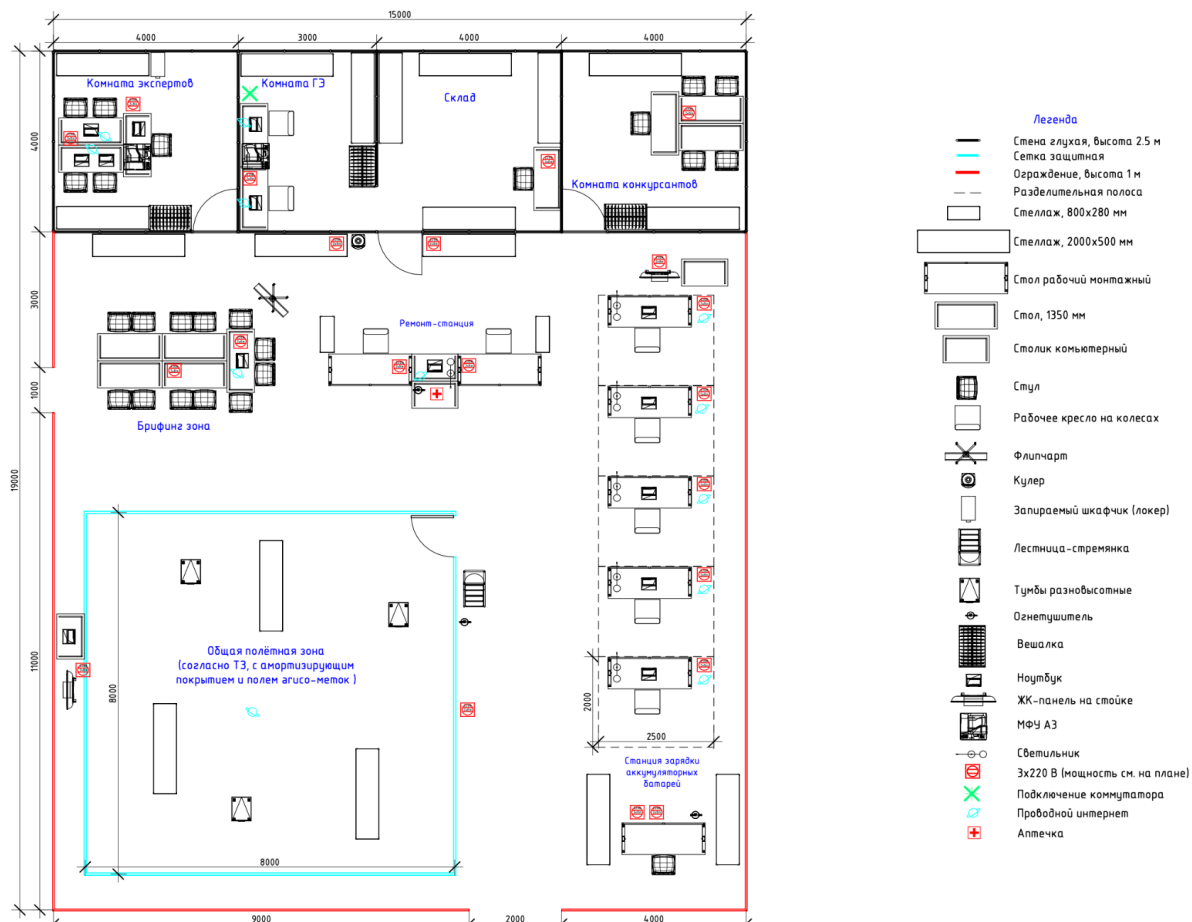 15000
4000
3000
4000
4000
Комната экспертов
Комната ГЭ
Склад
Комната конкурсантов
4000
3000
1000
19000
11000
Ремонт-станция
Брифинг зона
Общая полётная зона
(согласно ТЗ, с амортизирующим
покрытием и полем aruco-меток )
8000
8000
2000
2500
Станция зарядки
аккумуляторных
батарей
9000
2000
4000
Легенда
Стена глухая, высота 2.5 м
Сетка защитная
Ограждение, высота 1 м
Разделительная полоса
Стеллаж, 800х280 мм
Стеллаж, 2000х500 мм
Стол рабочий монтажный
Стол, 1350 мм
Столик комьютерный
Стул
Рабочее кресло на колесах
Флипчарт
Кулер
Запираемый шкафчик (локер)
Лестница-стремянка
Тумбы разновысотные
Огнетушитель
Вешалка
Ноутбук
ЖК-панель на стойке
МФУ А3
Светильник
3х220 В (мощность см. на плане)
Подключение коммутатора
Проводной интернет
Аптечка